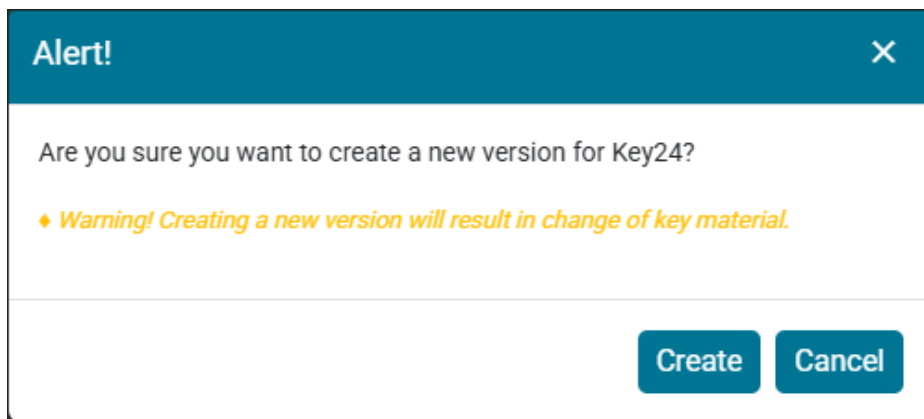 Alert!
Are you sure you want to create a new version for Key24?
♦ Warning! Creating a new version will result in change of key material.
Create Cancel